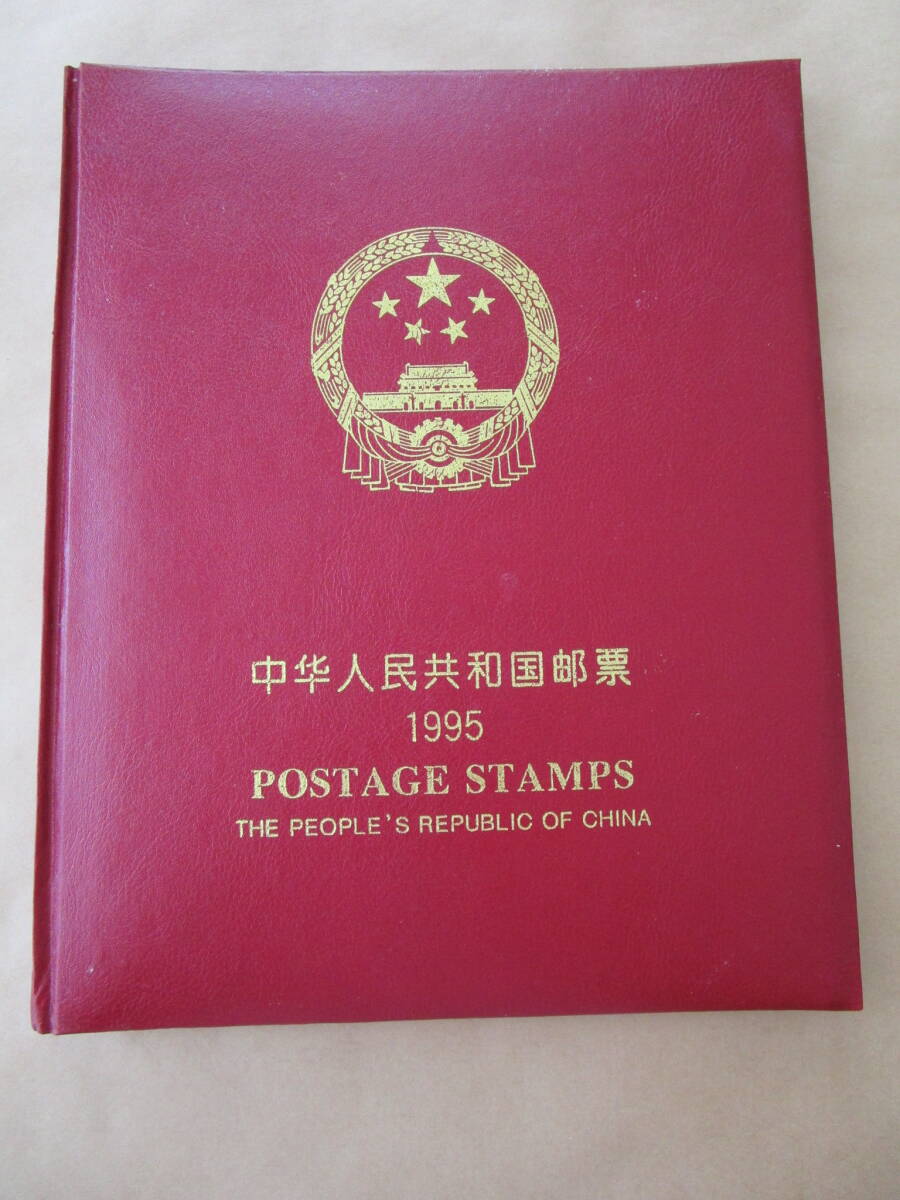 中华人民共和国邮票
1995
POSTAGE STAMPS
THE PEOPLE'S REPUBLIC OF CHINA